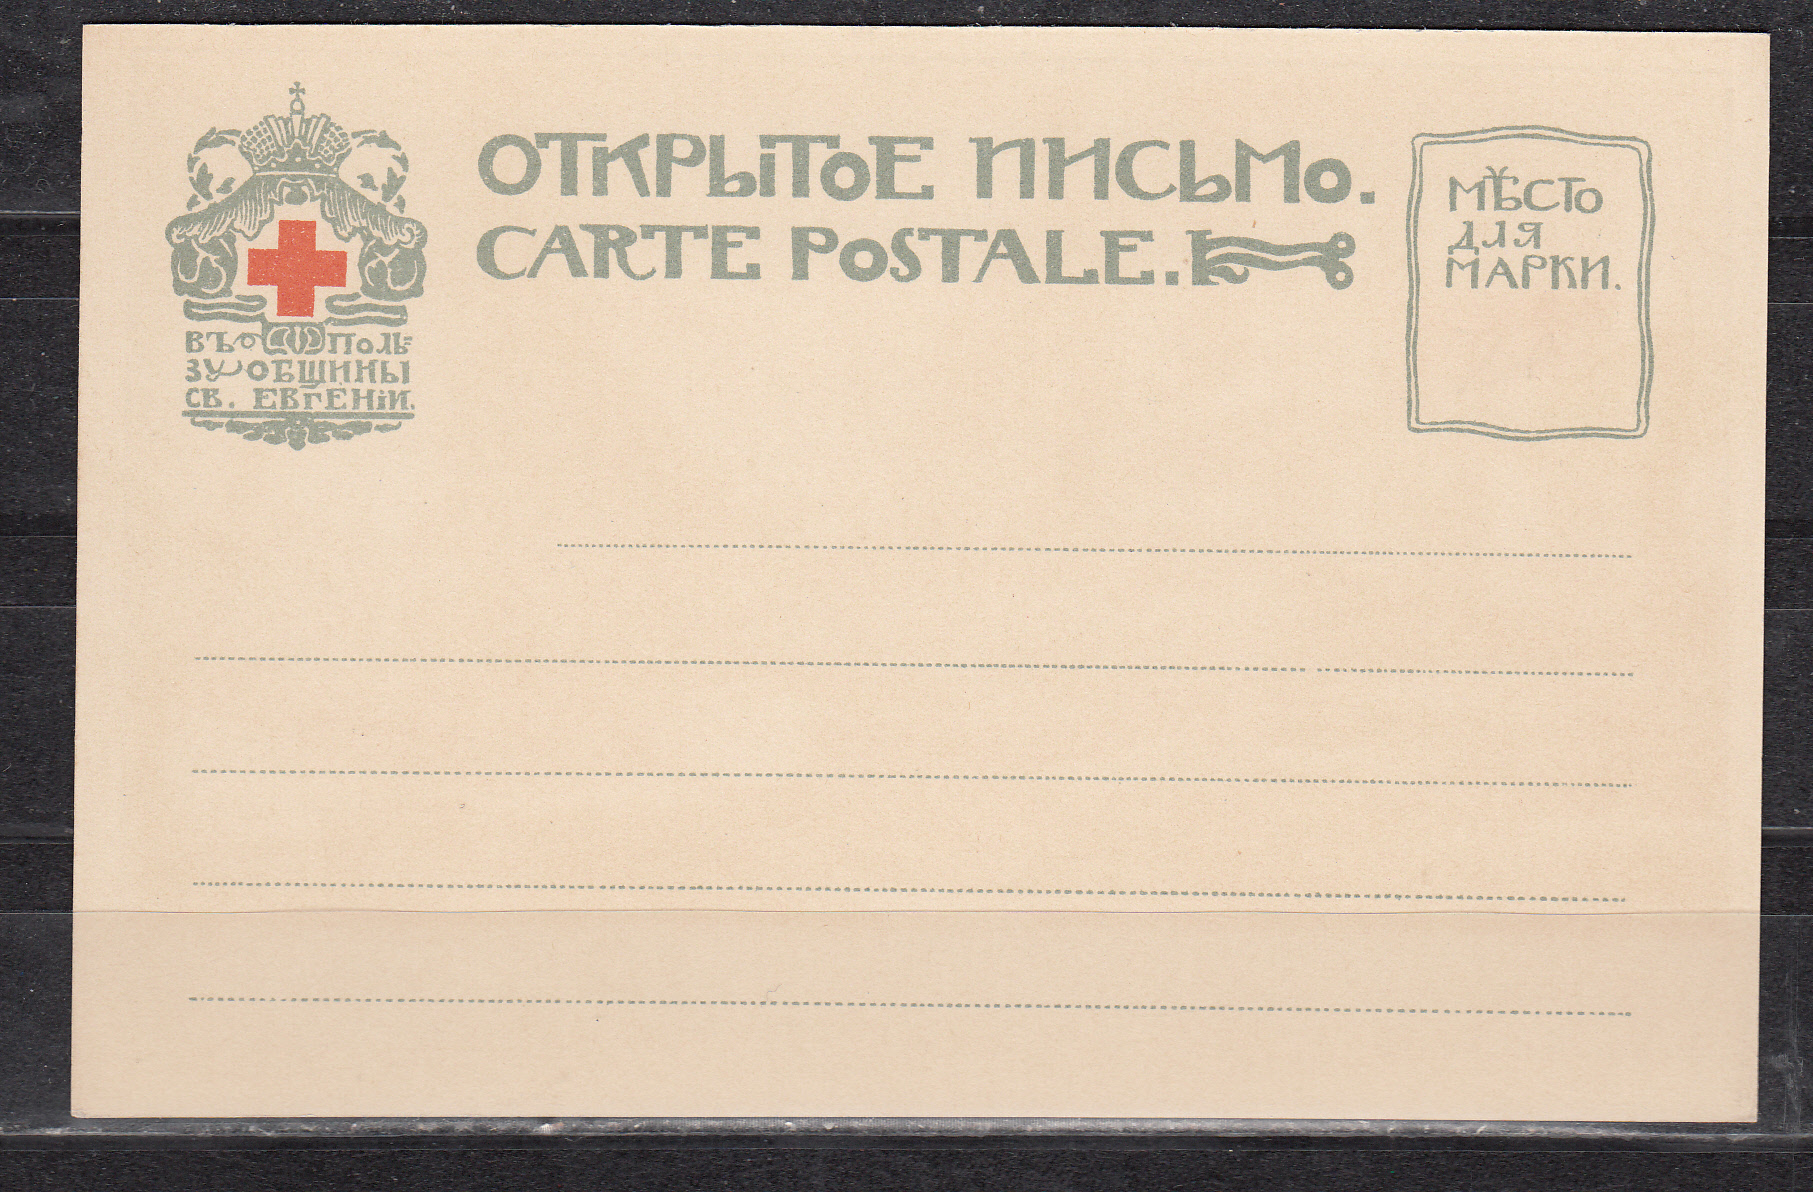 ОТКРЫТОЕ ПИСЬМО.
CARTE POSTALE.
МѢСТО
ДЛЯ
МАРКИ.
ВЪ ПОЛЬ=
ЗУ ОБЩИНЫ
СВ. ЕВГЕНІИ.